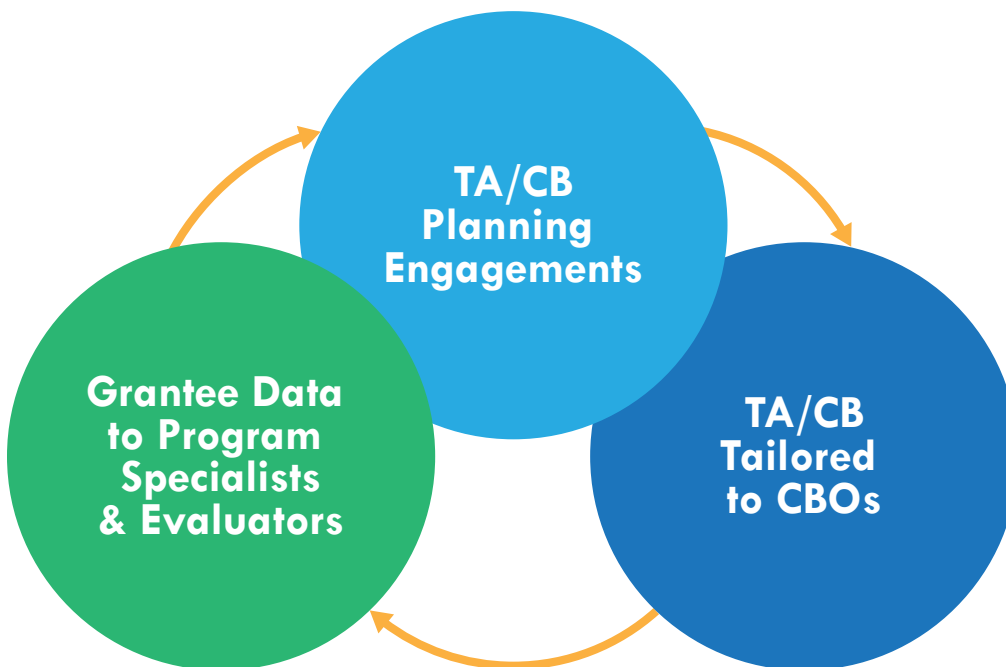 TA/CB
Planning
Engagements
Grantee Data
to Program
Specialists
& Evaluators
TA/CB
Tailored
to CBOs